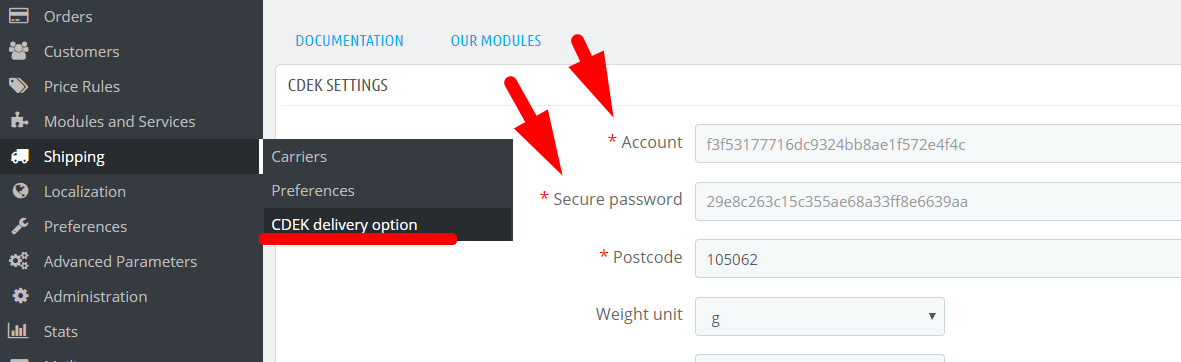 Orders
Customers
Price Rules
Modules and Services
Shipping
Localization
Preferences
Advanced Parameters
Administration
Stats
Carriers
Preferences
CDEK delivery option
DOCUMENTATION OUR MODULES
CDEK SETTINGS
* Account f3f53177716dc9324bb8ae1f572e4f4c
* Secure password 29e8c263c15c355ae68a33ff8e6639aa
* Postcode 105062
Weight unit g